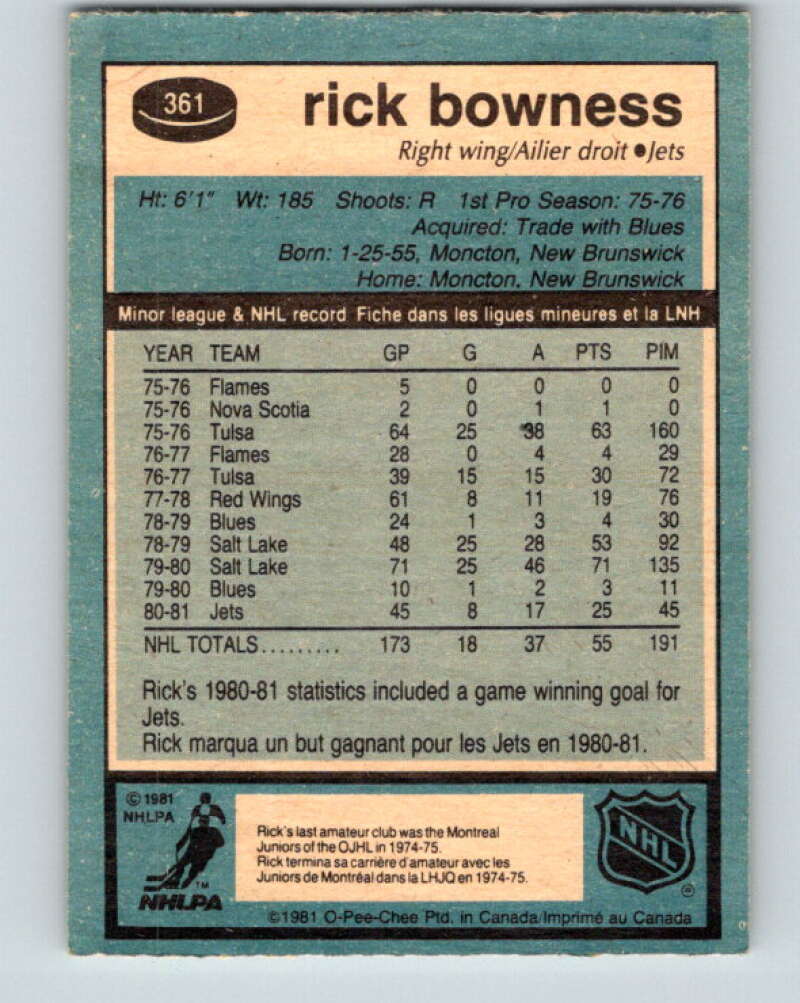 361
rick bowness
Right wing/Ailier droit ●Jets
Ht: 6'1" Wt: 185 Shoots: R 1st Pro Season: 75-76
Acquired: Trade with Blues
Born: 1-25-55, Moncton, New Brunswick
Home: Moncton, New Brunswick
Minor league & NHL record Fiche dans les ligues mineures et la LNH
YEAR TEAM GP G A PTS PIM
75-76 Flames 5 0 0 0 0
75-76 Nova Scotia 2 0 1 1 0
75-76 Tulsa 64 25 38 63 160
76-77 Flames 28 0 4 4 29
76-77 Tulsa 39 15 15 30 72
77-78 Red Wings 61 8 11 19 76
78-79 Blues 24 1 3 4 30
78-79 Salt Lake 48 25 28 53 92
79-80 Salt Lake 71 25 46 71 135
79-80 Blues 10 1 2 3 11
80-81 Jets 45 8 17 25 45
NHL TOTALS......... 173 18 37 55 191
Rick's 1980-81 statistics included a game winning goal for
Jets.
Rick marqua un but gagnant pour les Jets en 1980-81.
© 1981
NHLPA
TM
NHLPA
Rick's last amateur club was the Montreal
Juniors of the OJHL in 1974-75.
Rick termina sa carrière d'amateur avec les
Juniors de Montréal dans la LHJQ en 1974-75.
NHL
®
©1981 O-Pee-Chee Ptd. in Canada/Imprimé au Canada